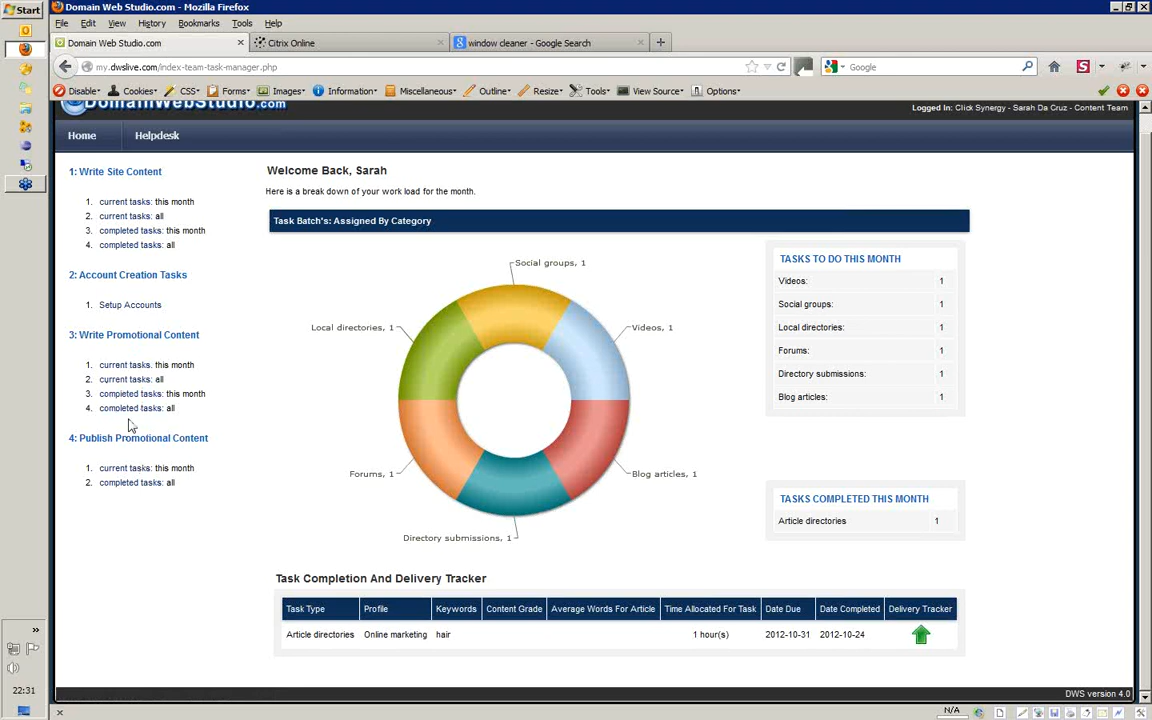 Start
Domain Web Studio.com - Mozilla Firefox
File Edit View History Bookmarks Tools Help
Domain Web Studio.com
Citrix Online
window cleaner - Google Search
my.dwslive.com/index-team-task-manager.php
Google
Disable Cookies CSS Forms Images Information Miscellaneous Outline Resize Tools View Source Options
DomainWebStudio.com
Logged In: Click Synergy - Sarah Da Cruz - Content Team
Home Helpdesk
1: Write Site Content
1. current tasks: this month
2. current tasks: all
3. completed tasks: this month
4. completed tasks: all
2: Account Creation Tasks
1. Setup Accounts
3: Write Promotional Content
1. current tasks: this month
2. current tasks: all
3. completed tasks: this month
4. completed tasks: all
4: Publish Promotional Content
1. current tasks: this month
2. completed tasks: all
Welcome Back, Sarah
Here is a break down of your work load for the month.
Task Batch's: Assigned By Category
Social groups, 1
Local directories, 1
Videos, 1
Forums, 1
Blog articles, 1
Directory submissions, 1
TASKS TO DO THIS MONTH
Videos: 1
Social groups: 1
Local directories: 1
Forums: 1
Directory submissions: 1
Blog articles: 1
TASKS COMPLETED THIS MONTH
Article directories 1
Task Completion And Delivery Tracker
Task Type Profile Keywords Content Grade Average Words For Article Time Allocated For Task Date Due Date Completed Delivery Tracker
Article directories Online marketing hair 1 hour(s) 2012-10-31 2012-10-24
DWS version 4.0
22:31
N/A